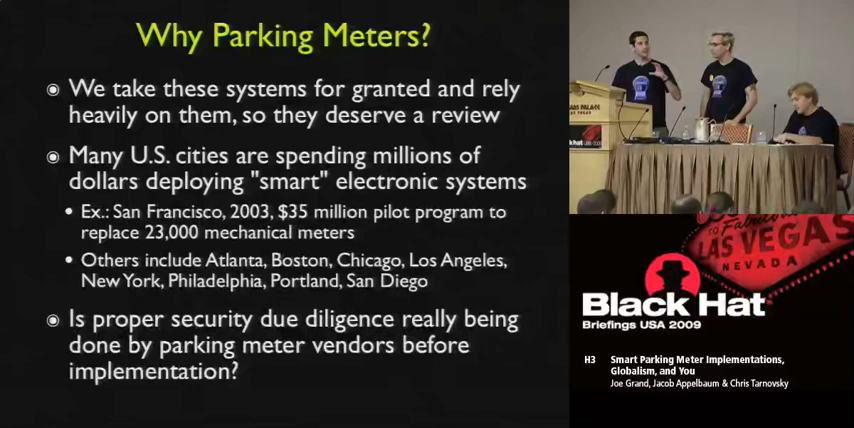 Why Parking Meters?
We take these systems for granted and rely
heavily on them, so they deserve a review
Many U.S. cities are spending millions of
dollars deploying "smart" electronic systems
Ex.: San Francisco, 2003, $35 million pilot program to
replace 23,000 mechanical meters
Others include Atlanta, Boston, Chicago, Los Angeles,
New York, Philadelphia, Portland, San Diego
Is proper security due diligence really being
done by parking meter vendors before
implementation?
LAS VEGAS
NEVADA
Black Hat
Briefings USA 2009
H3 Smart Parking Meter Implementations,
Globalism, and You
Joe Grand, Jacob Appelbaum & Chris Tarnovsky